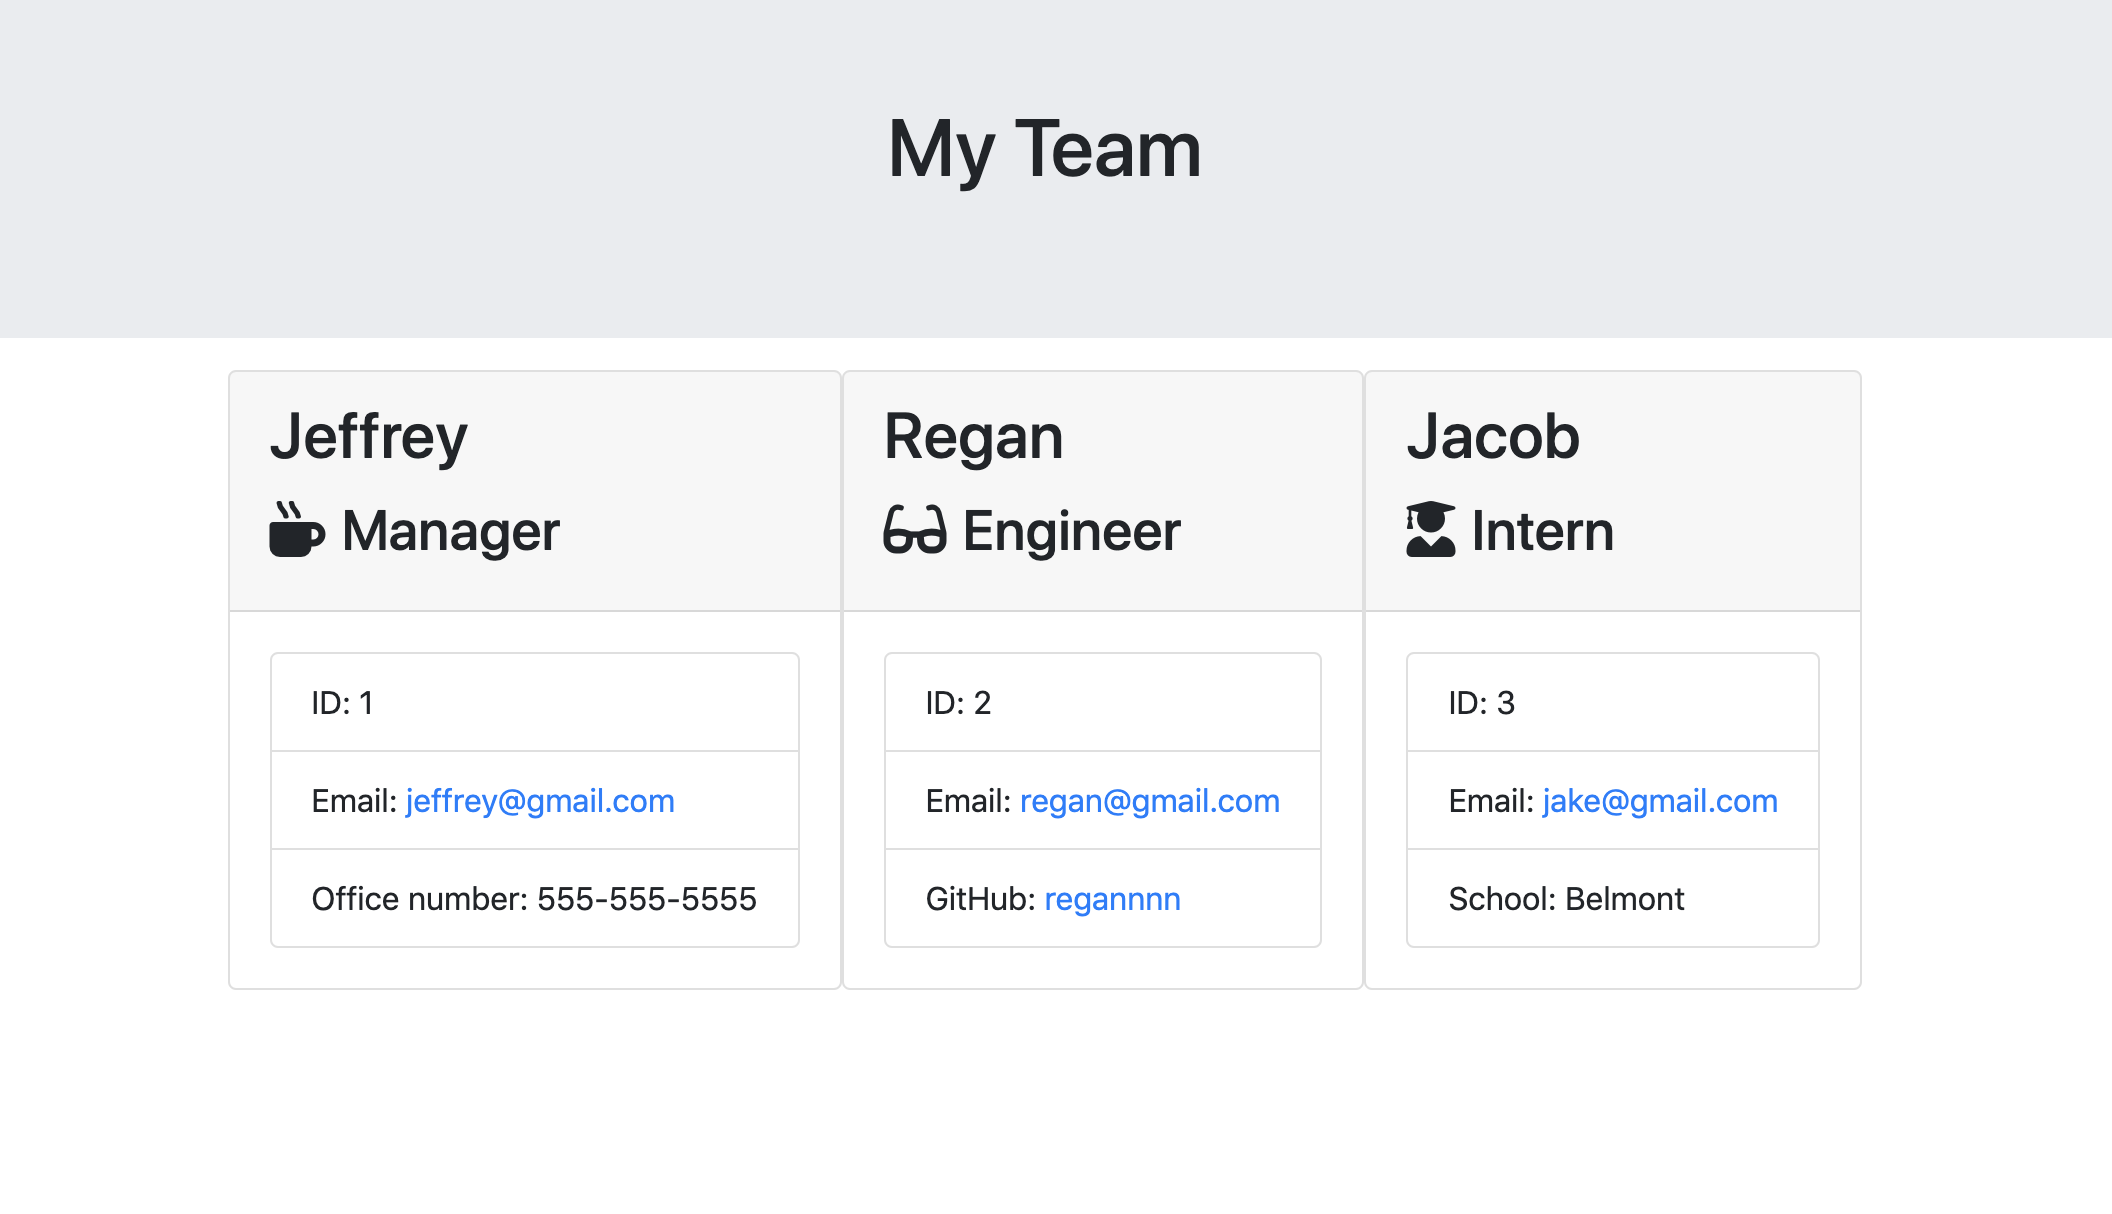 My Team
Jeffrey
Manager
ID: 1
Email: jeffrey@gmail.com
Office number: 555-555-5555
Regan
Engineer
ID: 2
Email: regan@gmail.com
GitHub: regannnn
Jacob
Intern
ID: 3
Email: jake@gmail.com
School: Belmont